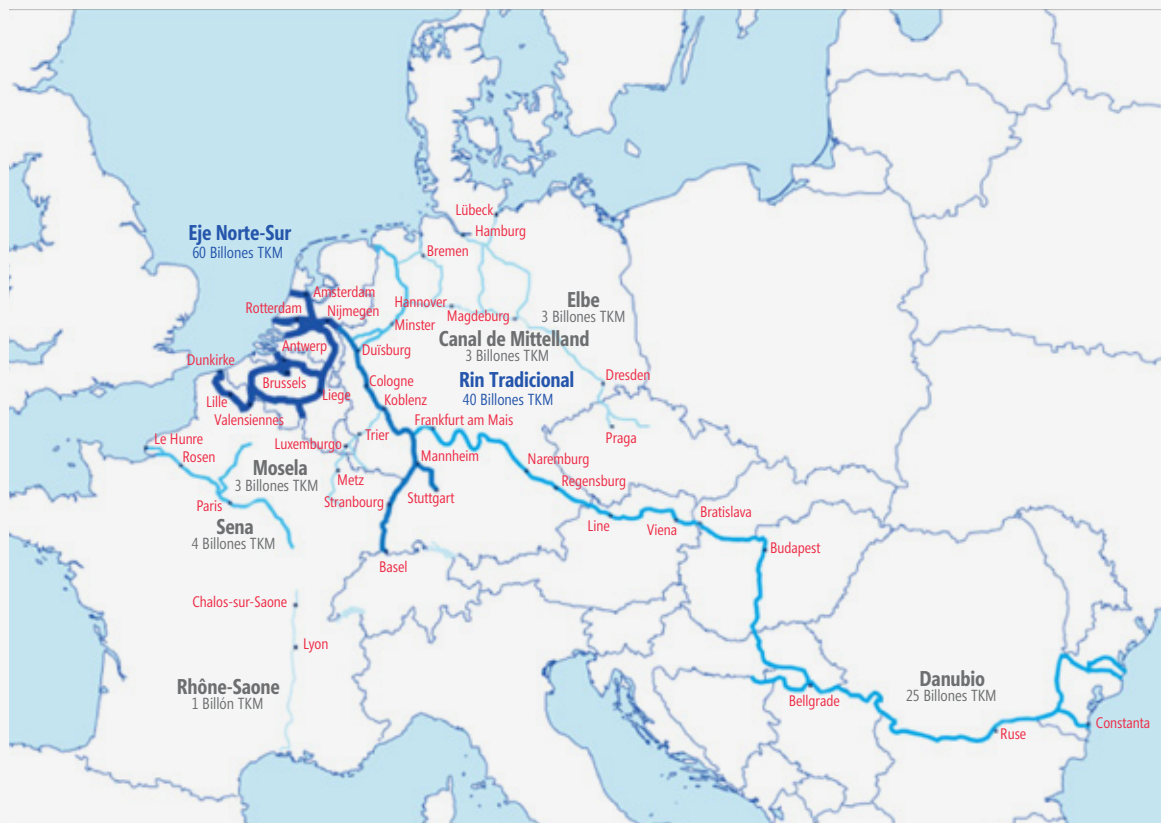 Lübeck
Hamburg
Eje Norte-Sur
60 Billones TKM
Bremen
Amsterdam
Rotterdam
Nijmegen
Hannover
Magdeburg
Elbe
3 Billones TKM
Minster
Canal de Mittelland
3 Billones TKM
Antwerp
Duïsburg
Dunkirke
Rin Tradicional
40 Billones TKM
Brussels
Cologne
Dresden
Lille
Liege
Koblenz
Valensiennes
Frankfurt am Mais
Le Hunre
Trier
Praga
Luxemburgo
Rosen
Mannheim
Naremburg
Mosela
3 Billones TKM
Metz
Regensburg
Stranbourg
Stuttgart
Paris
Line
Viena
Bratislava
Sena
4 Billones TKM
Budapest
Basel
Chalos-sur-Saone
Lyon
Rhône-Saone
1 Billón TKM
Danubio
25 Billones TKM
Bellgrade
Constanta
Ruse